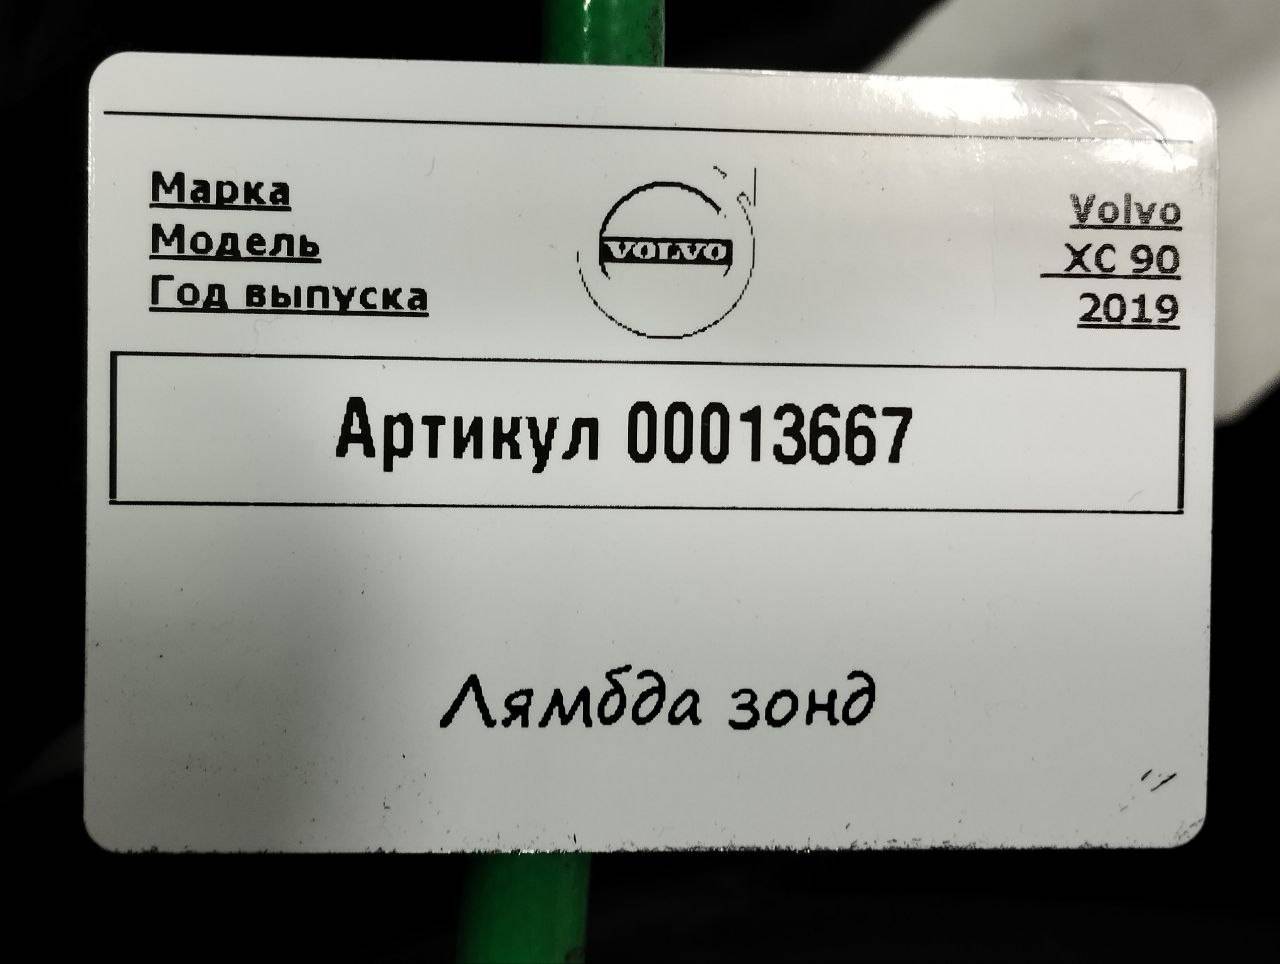 Марка
Volvo
Модель
XC 90
Год выпуска
2019
VOLVO
Артикул 00013667
Лямбда зонд